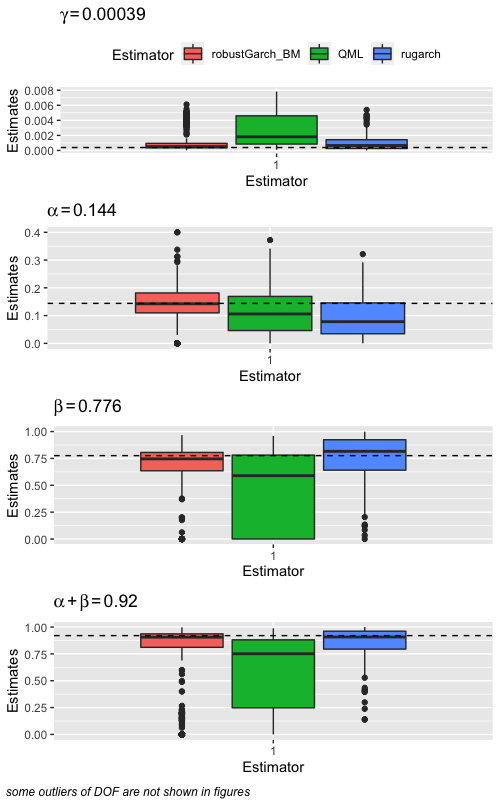 γ = 0.00039
Estimator robustGarch_BM QML rugarch
Estimates
0.008
0.006
0.004
0.002
0.000
1
Estimator
α = 0.144
Estimates
0.4
0.3
0.2
0.1
0.0
1
Estimator
β = 0.776
Estimates
1.00
0.75
0.50
0.25
0.00
1
Estimator
α + β = 0.92
Estimates
1.00
0.75
0.50
0.25
0.00
1
Estimator
some outliers of DOF are not shown in figures